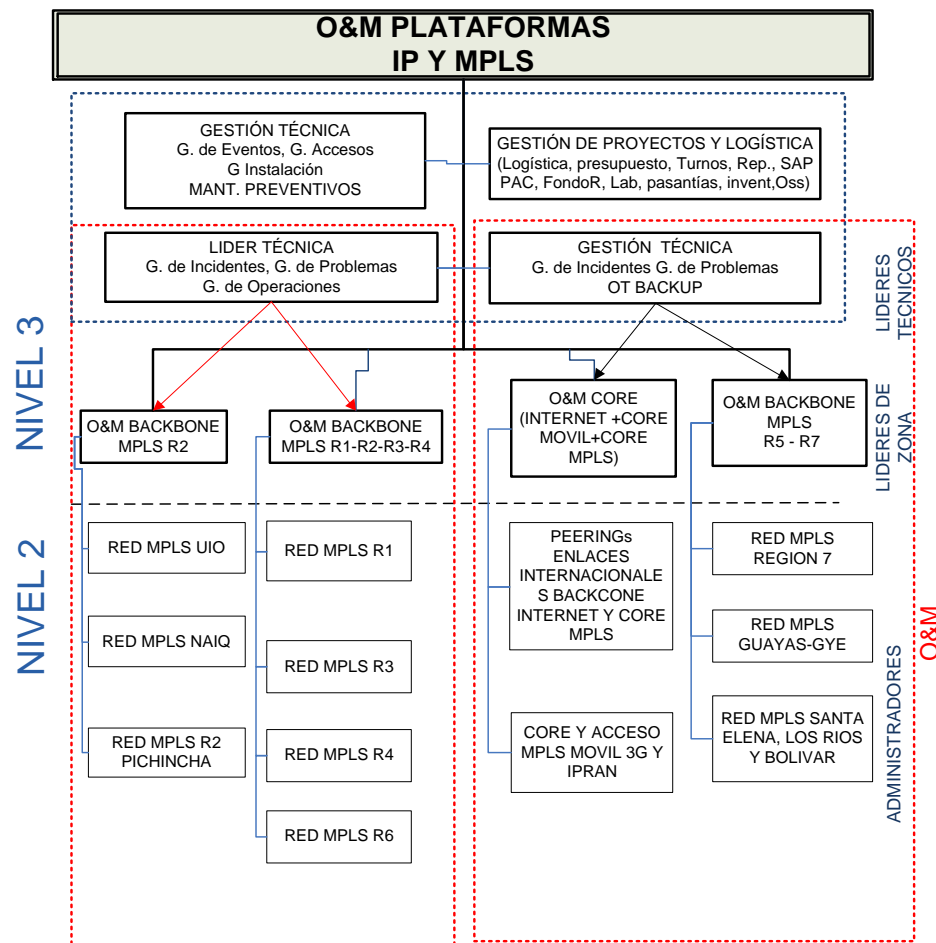 O&M PLATAFORMAS
IP Y MPLS
GESTIÓN TÉCNICA
G. de Eventos, G. Accesos
G Instalación
MANT. PREVENTIVOS
GESTIÓN DE PROYECTOS Y LOGÍSTICA
(Logística, presupuesto, Turnos, Rep., SAP
PAC, FondoR, Lab, pasantías, invent,Oss)
LIDER TÉCNICA
G. de Incidentes, G. de Problemas
G. de Operaciones
GESTIÓN TÉCNICA
G. de Incidentes G. de Problemas
OT BACKUP
LIDERES
TECNICOS
NIVEL 3
O&M BACKBONE
MPLS R2
O&M BACKBONE
MPLS R1-R2-R3-R4
O&M CORE
(INTERNET +CORE
MOVIL+CORE
MPLS)
O&M BACKBONE
MPLS
R5 - R7
LIDERES DE
ZONA
NIVEL 2
RED MPLS UIO
RED MPLS NAIQ
RED MPLS R2
PICHINCHA
RED MPLS R1
RED MPLS R3
RED MPLS R4
RED MPLS R6
PEERINGs
ENLACES
INTERNACIONALE
S BACKCONE
INTERNET Y CORE
MPLS
CORE Y ACCESO
MPLS MOVIL 3G Y
IPRAN
RED MPLS
REGION 7
RED MPLS
GUAYAS-GYE
RED MPLS SANTA
ELENA, LOS RIOS
Y BOLIVAR
ADMINISTRADORES
O&M